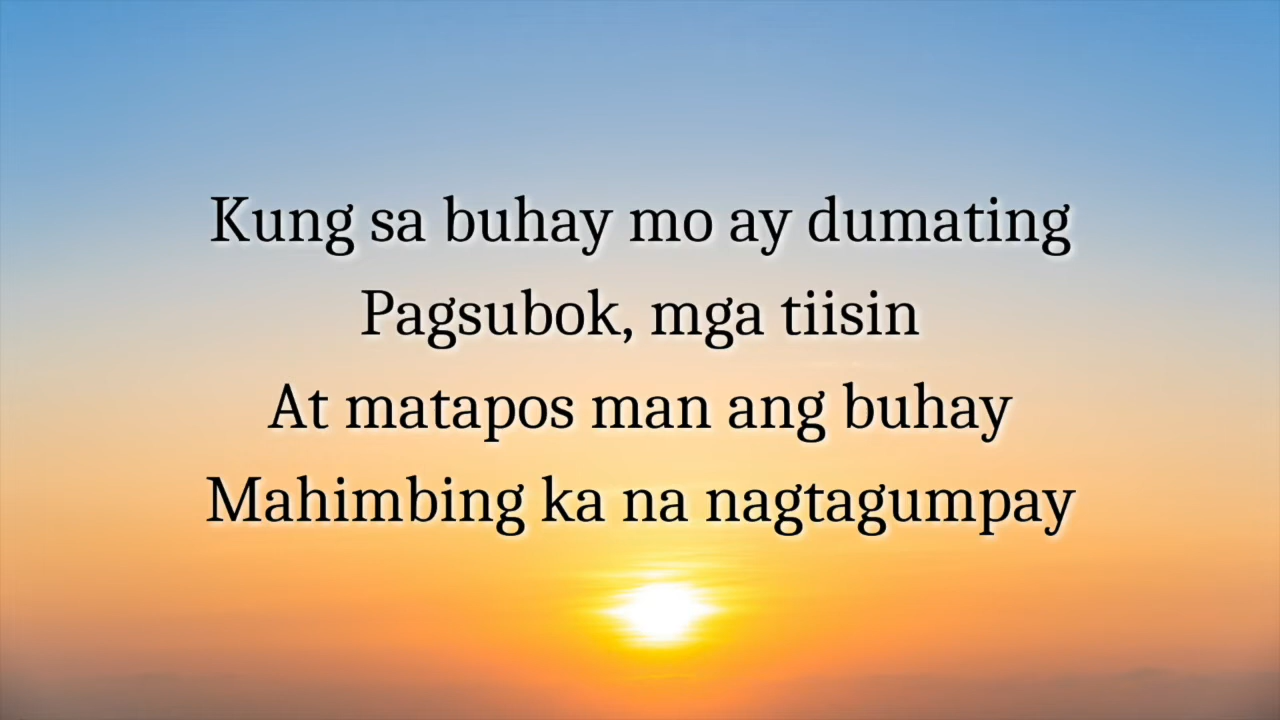 Kung sa buhay mo ay dumating
Pagsubok, mga tiisin
At matapos man ang buhay
Mahimbing ka na nagtagumpay